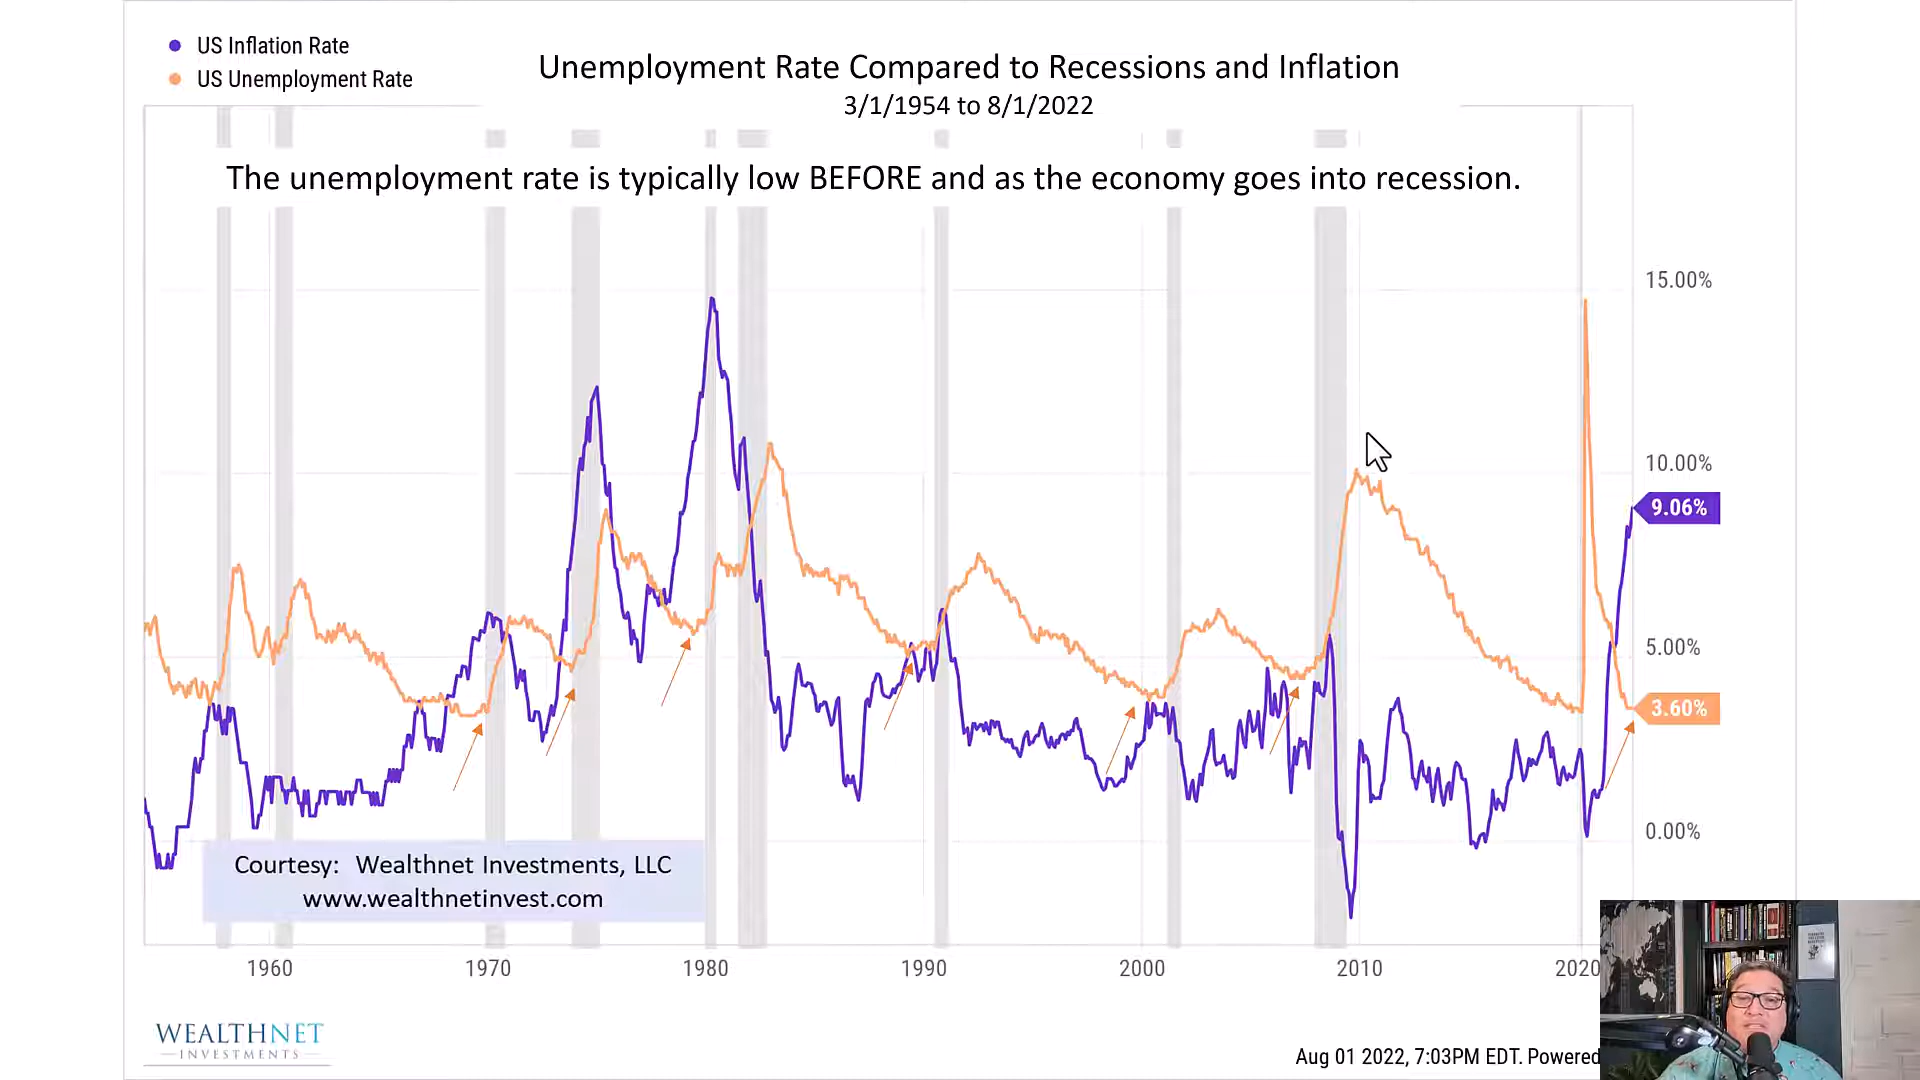 US Inflation Rate
US Unemployment Rate
Unemployment Rate Compared to Recessions and Inflation
3/1/1954 to 8/1/2022
The unemployment rate is typically low BEFORE and as the economy goes into recession.
15.00%
10.00%
9.06%
5.00%
3.60%
0.00%
Courtesy: Wealthnet Investments, LLC
www.wealthnetinvest.com
1960 1970 1980 1990 2000 2010 2020
WEALTHNET
INVESTMENTS
Aug 01 2022, 7:03PM EDT. Powered